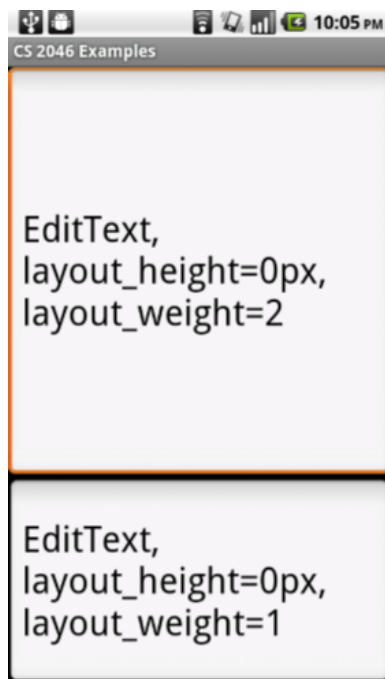 10:05 PM
CS 2046 Examples
EditText,
layout_height=0px,
layout_weight=2
EditText,
layout_height=0px,
layout_weight=1